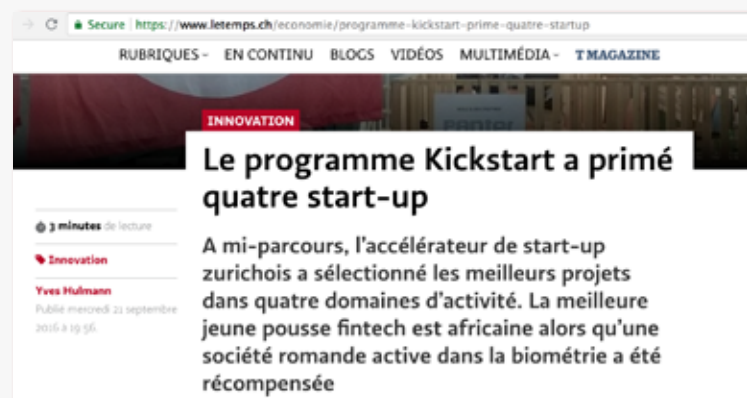 Secure https://www.letemps.ch/economie/programme-kickstart-prime-quatre-startup
RUBRIQUES EN CONTINU BLOGS VIDÉOS MULTIMÉDIA T MAGAZINE
INNOVATION
Le programme Kickstart a primé
quatre start-up
3 minutes de lecture
Innovation
Yves Hulmann
Publié mercredi 21 septembre
2016 à 19:56.
A mi-parcours, l'accélérateur de start-up
zurichois a sélectionné les meilleurs projets
dans quatre domaines d'activité. La meilleure
jeune pousse fintech est africaine alors qu'une
société romande active dans la biométrie a été
récompensée